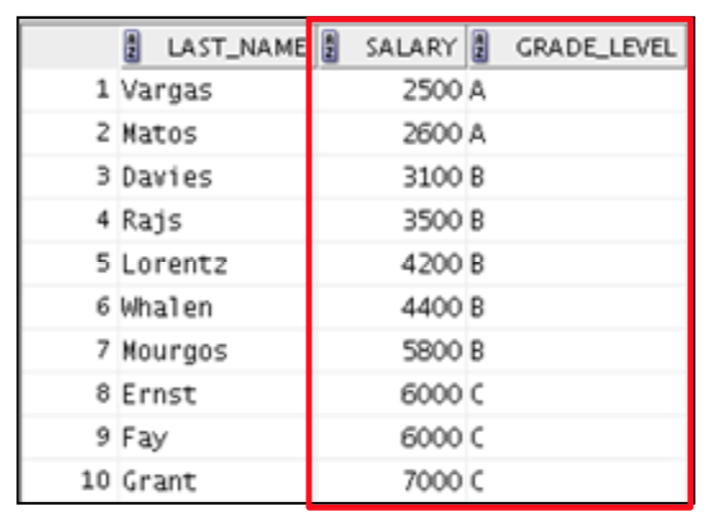 LAST_NAME SALARY GRADE_LEVEL
1 Vargas 2500 A
2 Matos 2600 A
3 Davies 3100 B
4 Rajs 3500 B
5 Lorentz 4200 B
6 Whalen 4400 B
7 Mourgos 5800 B
8 Ernst 6000 C
9 Fay 6000 C
10 Grant 7000 C